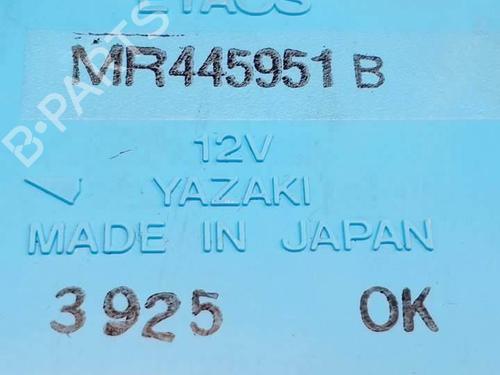 ETACS
MR445951 B
B-PARTS
12V
YAZAKI
MADE IN JAPAN
3925 OK